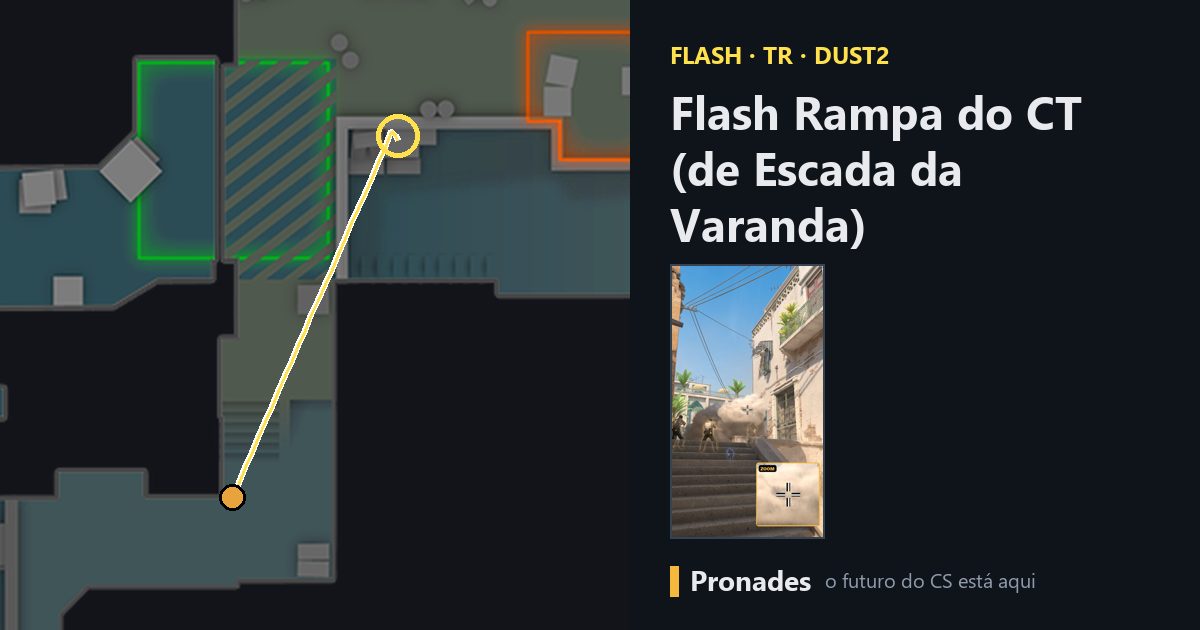 FLASH · TR · DUST2
Flash Rampa do CT
(de Escada da
Varanda)
ZOOM
Pronades o futuro do CS está aqui